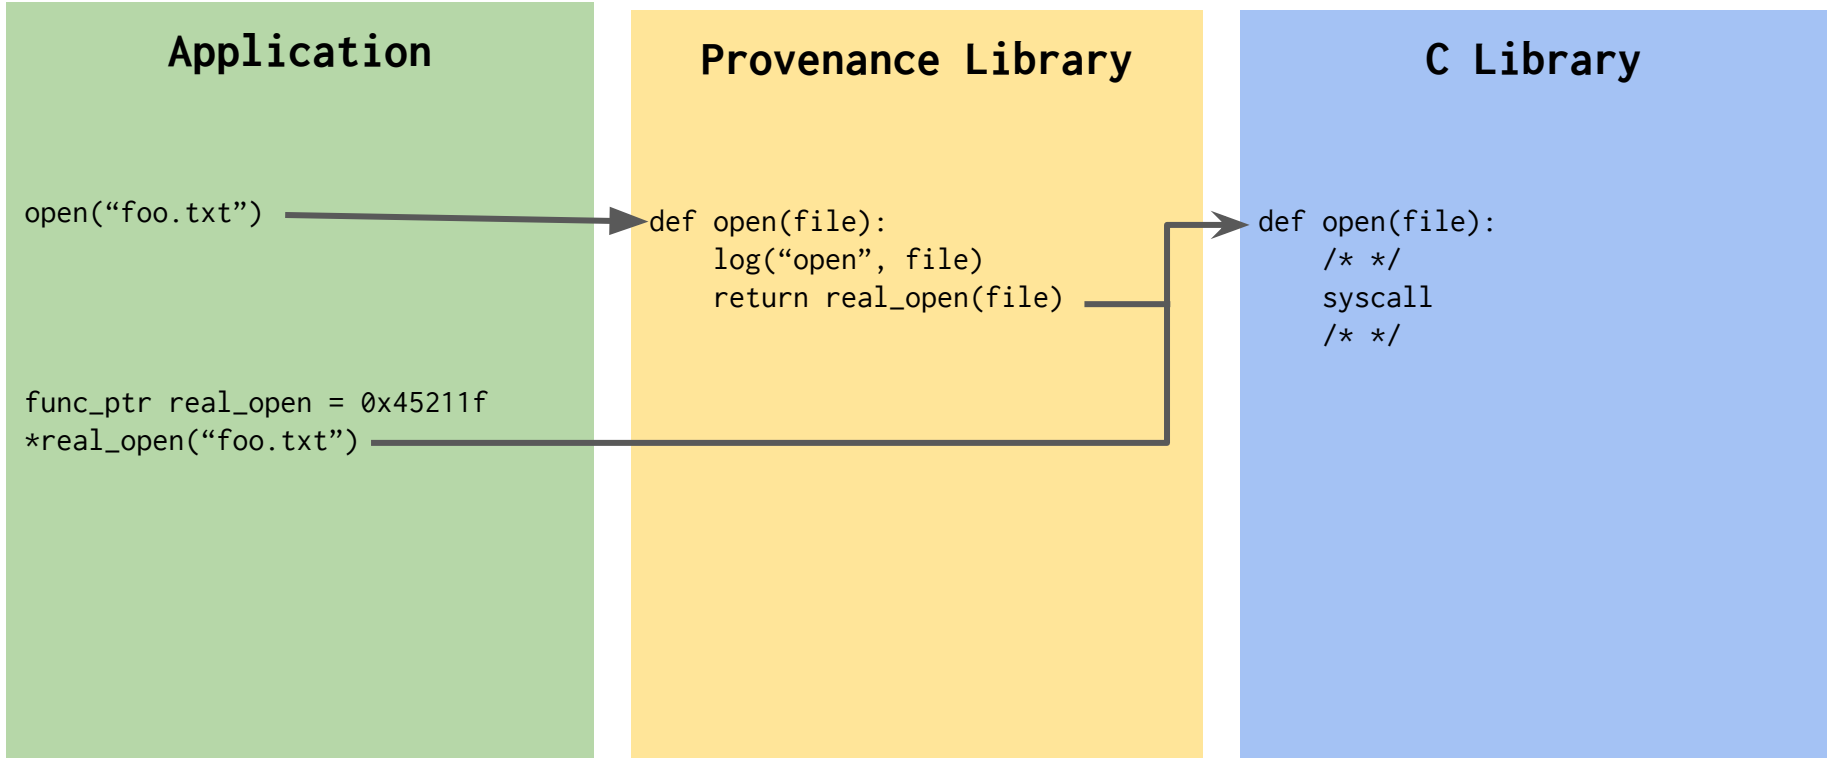 Application
open(“foo.txt”)
func_ptr real_open = 0x45211f
*real_open(“foo.txt”)
Provenance Library
def open(file):
    log(“open”, file)
    return real_open(file)
C Library
def open(file):
    /* */
    syscall
    /* */